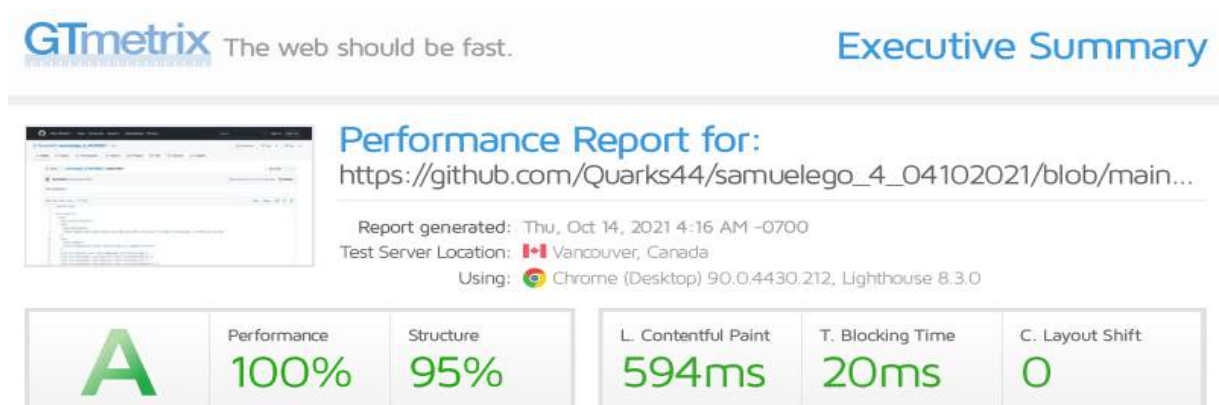 GTmetrix The web should be fast.
Executive Summary
Performance Report for:
https://github.com/Quarks44/samuelego_4_04102021/blob/main...
Report generated: Thu, Oct 14, 2021 4:16 AM -0700
Test Server Location: Vancouver, Canada
Using: Chrome (Desktop) 90.0.4430.212, Lighthouse 8.3.0
A
Performance
100%
Structure
95%
L. Contentful Paint
594ms
T. Blocking Time
20ms
C. Layout Shift
0